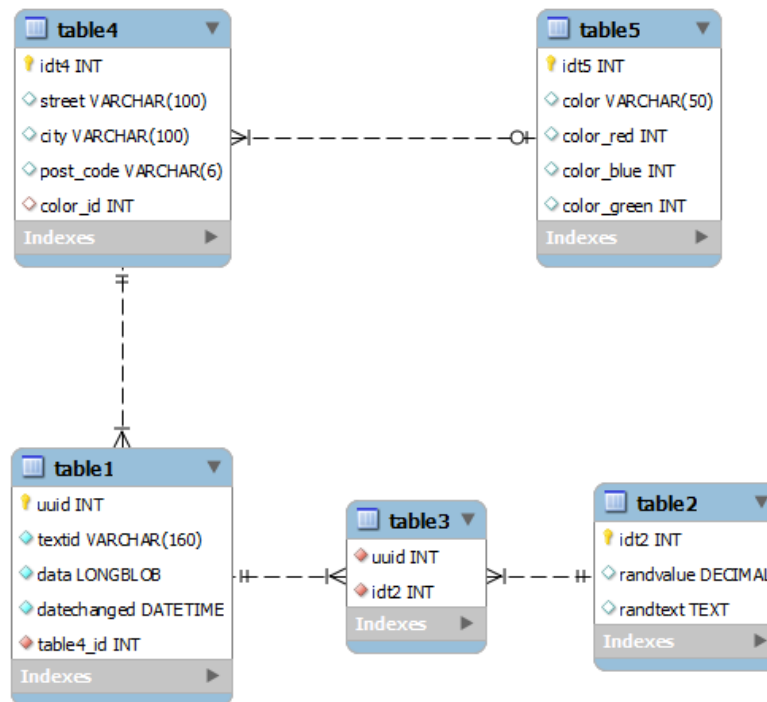 table4
idt4 INT
street VARCHAR(100)
city VARCHAR(100)
post_code VARCHAR(6)
color_id INT
Indexes
table5
idt5 INT
color VARCHAR(50)
color_red INT
color_blue INT
color_green INT
Indexes
table1
uuid INT
textid VARCHAR(160)
data LONGBLOB
datechanged DATETIME
table4_id INT
Indexes
table3
uuid INT
idt2 INT
Indexes
table2
idt2 INT
randvalue DECIMAL
randtext TEXT
Indexes